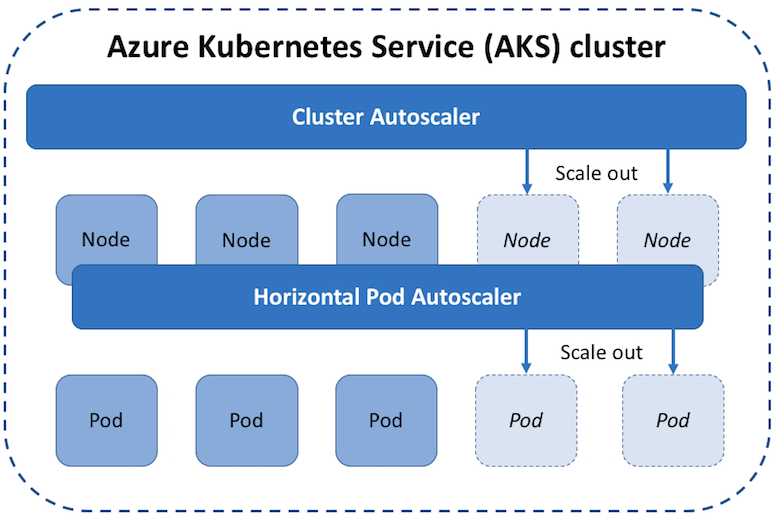 Azure Kubernetes Service (AKS) cluster
Cluster Autoscaler
Scale out
Node Node Node Node Node
Horizontal Pod Autoscaler
Scale out
Pod Pod Pod Pod Pod